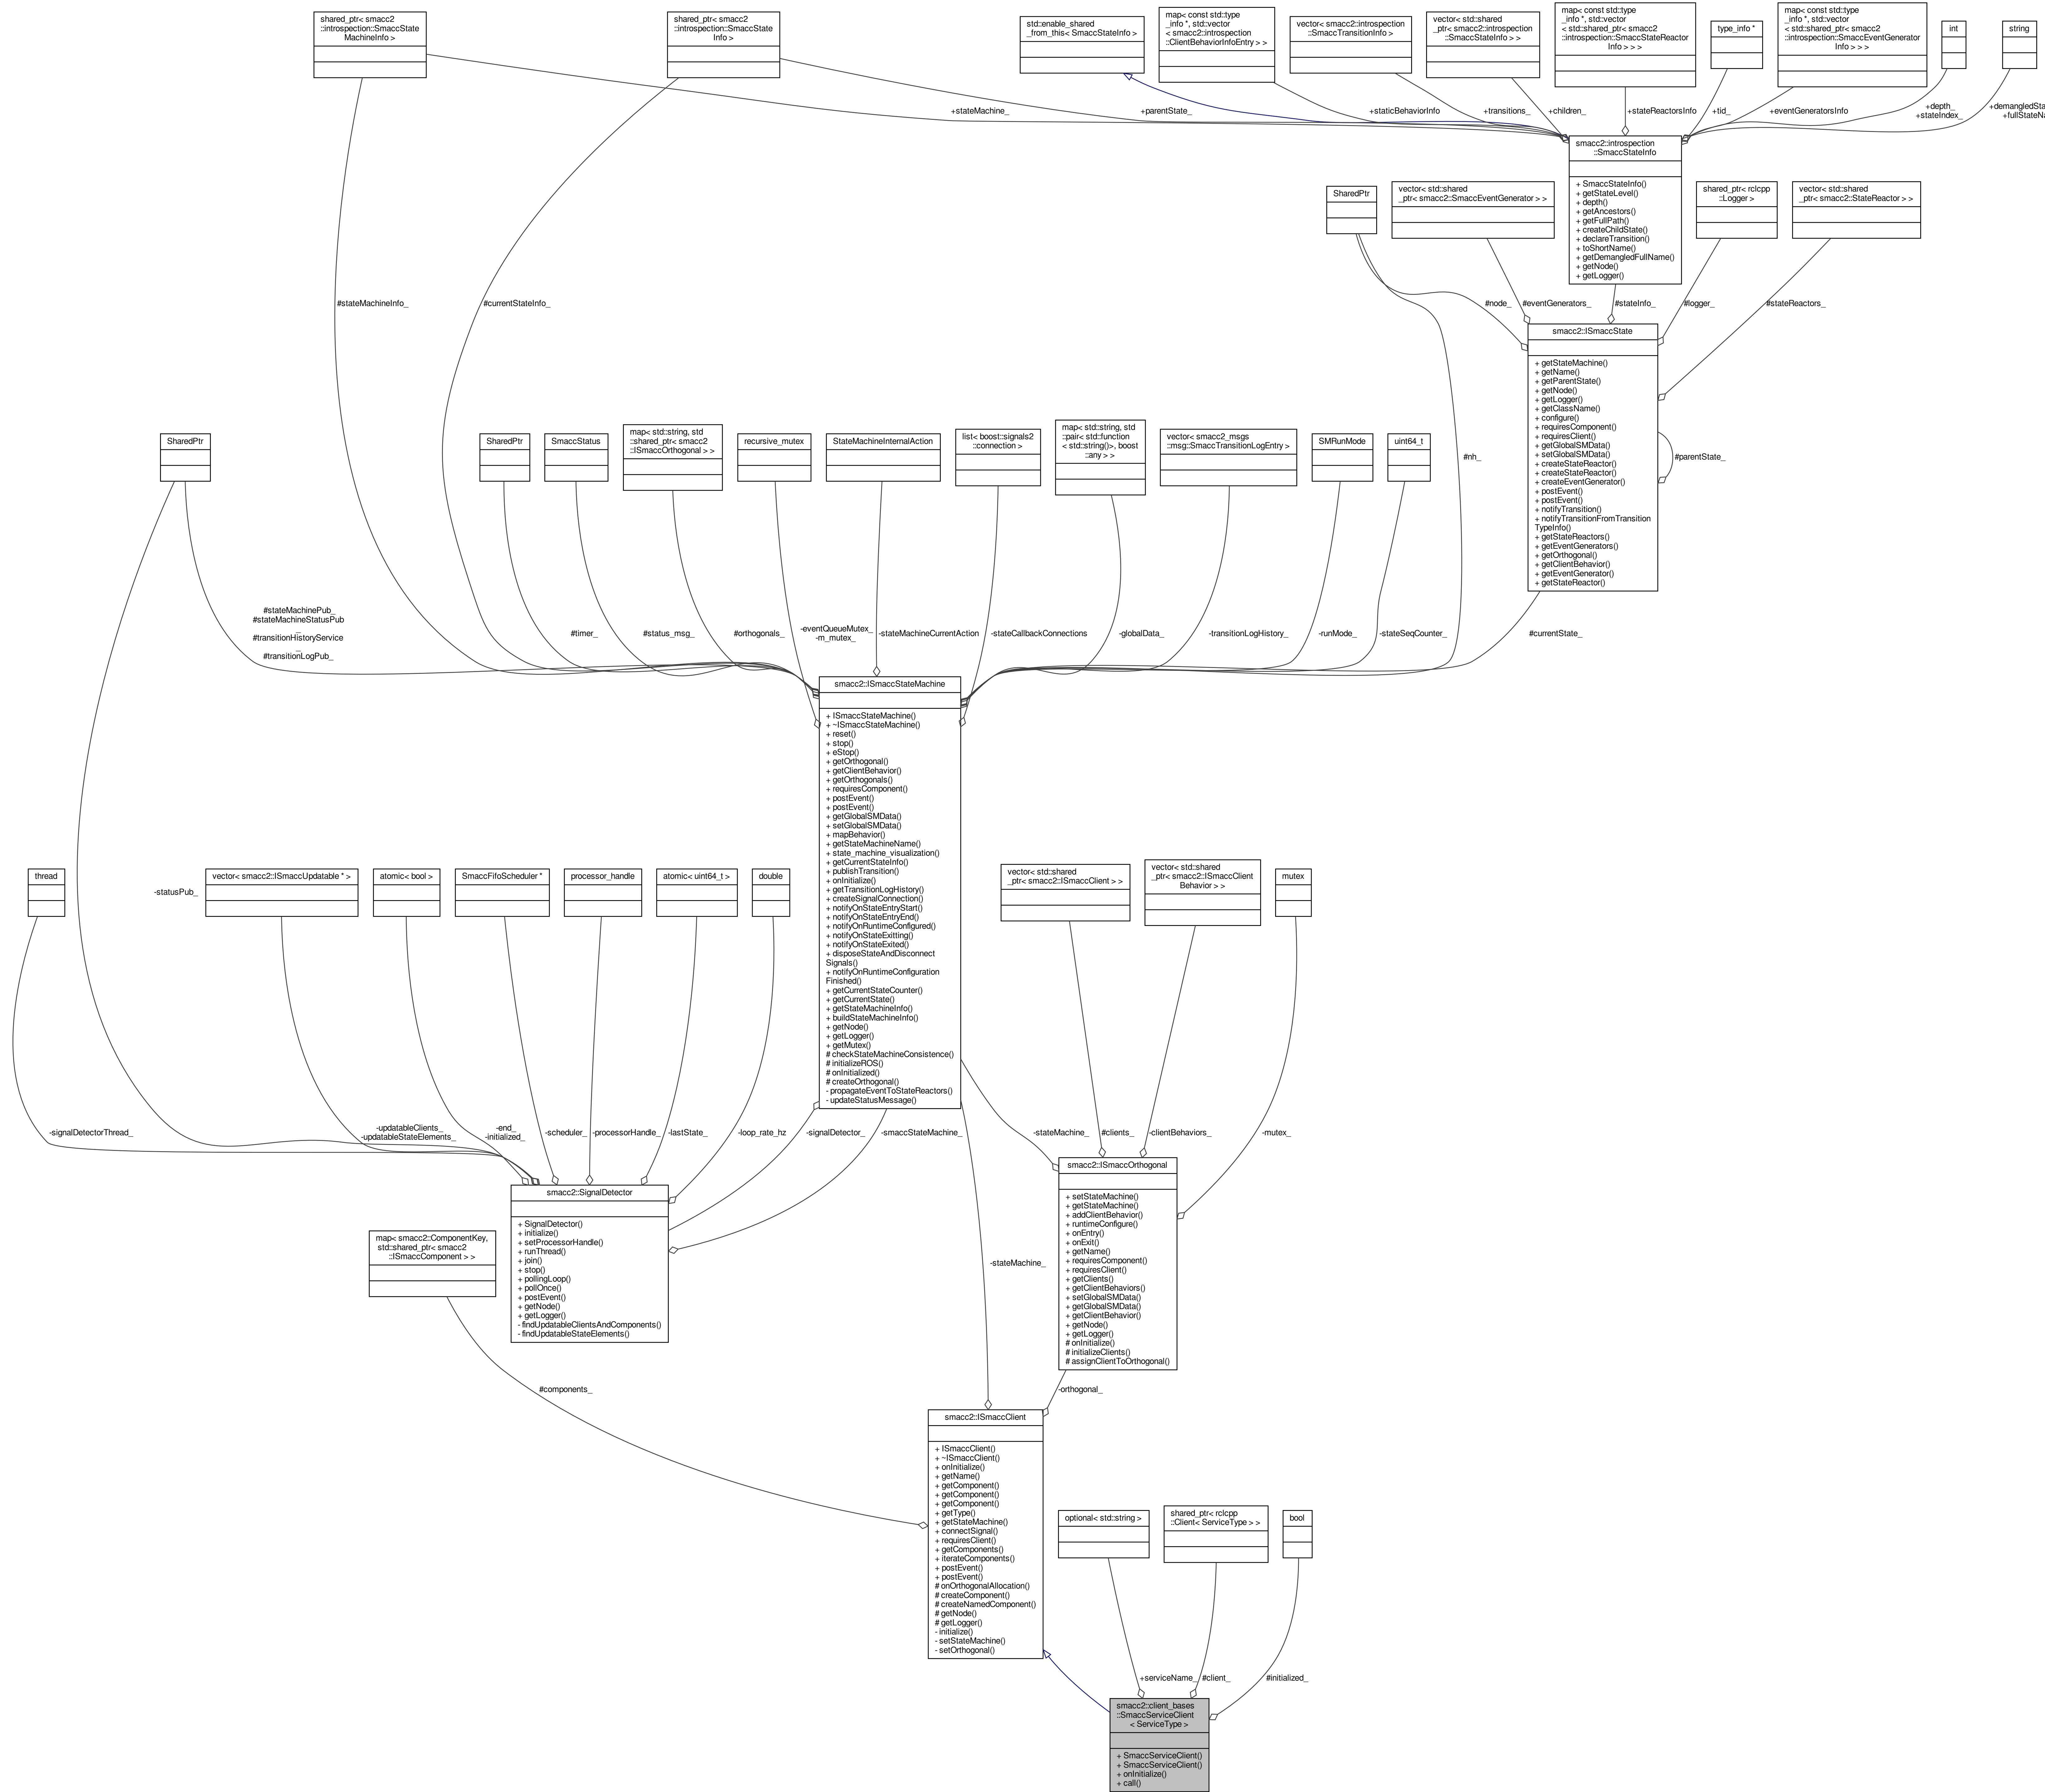 shared_ptr< smacc2
::introspection::SmaccState
MachineInfo >
shared_ptr< smacc2
::introspection::SmaccState
Info >
std::enable_shared
_from_this< SmaccStateInfo >
map< const std::type
_info *, std::vector
< smacc2::introspection
::ClientBehaviorInfoEntry > >
vector< smacc2::introspection
::SmaccTransitionInfo >
vector< std::shared
_ptr< smacc2::introspection
::SmaccStateInfo > >
map< const std::type
_info *, std::vector
< std::shared_ptr< smacc2
::introspection::SmaccStateReactor
Info > > >
type_info *
map< const std::type
_info *, std::vector
< std::shared_ptr< smacc2
::introspection::SmaccEventGenerator
Info > > >
int
string
+stateMachine_
+parentState_
+staticBehaviorInfo
+transitions_
+children_
+stateReactorsInfo
+tid_
+eventGeneratorsInfo
+depth_
+stateIndex_
+demangledSta
+fullStateNa
smacc2::introspection
::SmaccStateInfo
+ SmaccStateInfo()
+ getStateLevel()
+ depth()
+ getAncestors()
+ getFullPath()
+ createChildState()
+ declareTransition()
+ toShortName()
+ getDemangledFullName()
+ getNode()
+ getLogger()
SharedPtr
vector< std::shared
_ptr< smacc2::SmaccEventGenerator > >
shared_ptr< rclcpp
::Logger >
vector< std::shared
_ptr< smacc2::StateReactor > >
#stateMachineInfo_
#currentStateInfo_
#node_
#eventGenerators_
#stateInfo_
#logger_
#stateReactors_
smacc2::ISmaccState
+ getStateMachine()
+ getName()
+ getParentState()
+ getNode()
+ getLogger()
+ getClassName()
+ configure()
+ requiresComponent()
+ requiresClient()
+ getGlobalSMData()
+ setGlobalSMData()
+ createStateReactor()
+ createStateReactor()
+ createEventGenerator()
+ postEvent()
+ postEvent()
+ notifyTransition()
+ notifyTransitionFromTransition
TypeInfo()
+ getStateReactors()
+ getEventGenerators()
+ getOrthogonal()
+ getClientBehavior()
+ getEventGenerator()
+ getStateReactor()
#parentState_
#nh_
SharedPtr
SharedPtr
SmaccStatus
map< std::string, std
::shared_ptr< smacc2
::ISmaccOrthogonal > >
recursive_mutex
StateMachineInternalAction
list< boost::signals2
::connection >
map< std::string, std
::pair< std::function
< std::string()>, boost
::any > >
vector< smacc2_msgs
::msg::SmaccTransitionLogEntry >
SMRunMode
uint64_t
#stateMachinePub_
#stateMachineStatusPub
_
#transitionHistoryService
_
#transitionLogPub_
#timer_
#status_msg_
#orthogonals_
-eventQueueMutex_
-m_mutex_
-stateMachineCurrentAction
-stateCallbackConnections
-globalData_
-transitionLogHistory_
-runMode_
-stateSeqCounter_
#currentState_
smacc2::ISmaccStateMachine
+ ISmaccStateMachine()
+ ~ISmaccStateMachine()
+ reset()
+ stop()
+ eStop()
+ getOrthogonal()
+ getClientBehavior()
+ getOrthogonals()
+ requiresComponent()
+ postEvent()
+ postEvent()
+ getGlobalSMData()
+ setGlobalSMData()
+ mapBehavior()
+ getStateMachineName()
+ state_machine_visualization()
+ getCurrentStateInfo()
+ publishTransition()
+ onInitialize()
+ getTransitionLogHistory()
+ createSignalConnection()
+ notifyOnStateEntryStart()
+ notifyOnStateEntryEnd()
+ notifyOnRuntimeConfigured()
+ notifyOnStateExitting()
+ notifyOnStateExited()
+ disposeStateAndDisconnect
Signals()
+ notifyOnRuntimeConfiguration
Finished()
+ getCurrentStateCounter()
+ getCurrentState()
+ getStateMachineInfo()
+ buildStateMachineInfo()
+ getNode()
+ getLogger()
+ getMutex()
# checkStateMachineConsistence()
# initializeROS()
# onInitialized()
# createOrthogonal()
- propagateEventToStateReactors()
- updateStatusMessage()
thread
-statusPub_
vector< smacc2::ISmaccUpdatable * >
atomic< bool >
SmaccFifoScheduler *
processor_handle
atomic< uint64_t >
double
vector< std::shared
_ptr< smacc2::ISmaccClient > >
vector< std::shared
_ptr< smacc2::ISmaccClient
Behavior > >
mutex
-signalDetectorThread_
-updatableClients_
-updatableStateElements_
-end_
-initialized_
-scheduler_
-processorHandle_
-lastState_
-loop_rate_hz
-signalDetector_
-smaccStateMachine_
-stateMachine_
#clients_
-clientBehaviors_
-mutex_
smacc2::SignalDetector
+ SignalDetector()
+ initialize()
+ setProcessorHandle()
+ runThread()
+ join()
+ stop()
+ pollingLoop()
+ pollOnce()
+ postEvent()
+ getNode()
+ getLogger()
- findUpdatableClientsAndComponents()
- findUpdatableStateElements()
smacc2::ISmaccOrthogonal
+ setStateMachine()
+ getStateMachine()
+ addClientBehavior()
+ runtimeConfigure()
+ onEntry()
+ onExit()
+ getName()
+ requiresComponent()
+ requiresClient()
+ getClients()
+ getClientBehaviors()
+ setGlobalSMData()
+ getGlobalSMData()
+ getClientBehavior()
+ getNode()
+ getLogger()
# onInitialize()
# initializeClients()
# assignClientToOrthogonal()
map< smacc2::ComponentKey,
std::shared_ptr< smacc2
::ISmaccComponent > >
-stateMachine_
#components_
-orthogonal_
smacc2::ISmaccClient
+ ISmaccClient()
+ ~ISmaccClient()
+ onInitialize()
+ getName()
+ getComponent()
+ getComponent()
+ getComponent()
+ getType()
+ getStateMachine()
+ connectSignal()
+ requiresClient()
+ getComponents()
+ iterateComponents()
+ postEvent()
+ postEvent()
# onOrthogonalAllocation()
# createComponent()
# createNamedComponent()
# getNode()
# getLogger()
- initialize()
- setStateMachine()
- setOrthogonal()
optional< std::string >
shared_ptr< rclcpp
::Client< ServiceType > >
bool
+serviceName_
#client_
#initialized_
smacc2::client_bases
::SmaccServiceClient
< ServiceType >
+ SmaccServiceClient()
+ SmaccServiceClient()
+ onInitialize()
+ call()